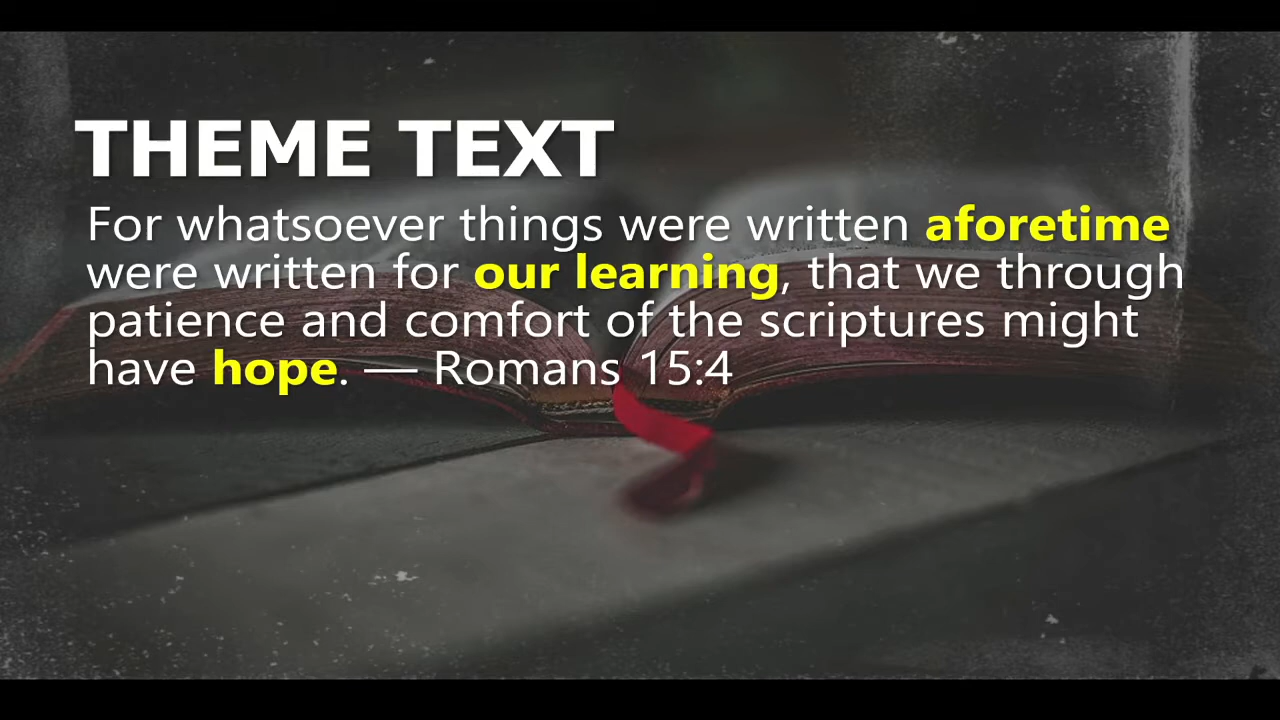 THEME TEXT
For whatsoever things were written aforetime
were written for our learning, that we through
patience and comfort of the scriptures might
have hope. — Romans 15:4